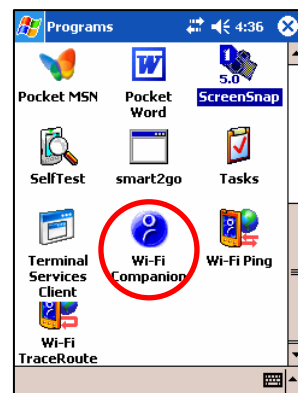 Programs 4:36
Pocket MSN
Pocket Word
5.0
ScreenSnap
SelfTest
smart2go
Tasks
Terminal Services Client
Wi-Fi Companion
Wi-Fi Ping
Wi-Fi TraceRoute